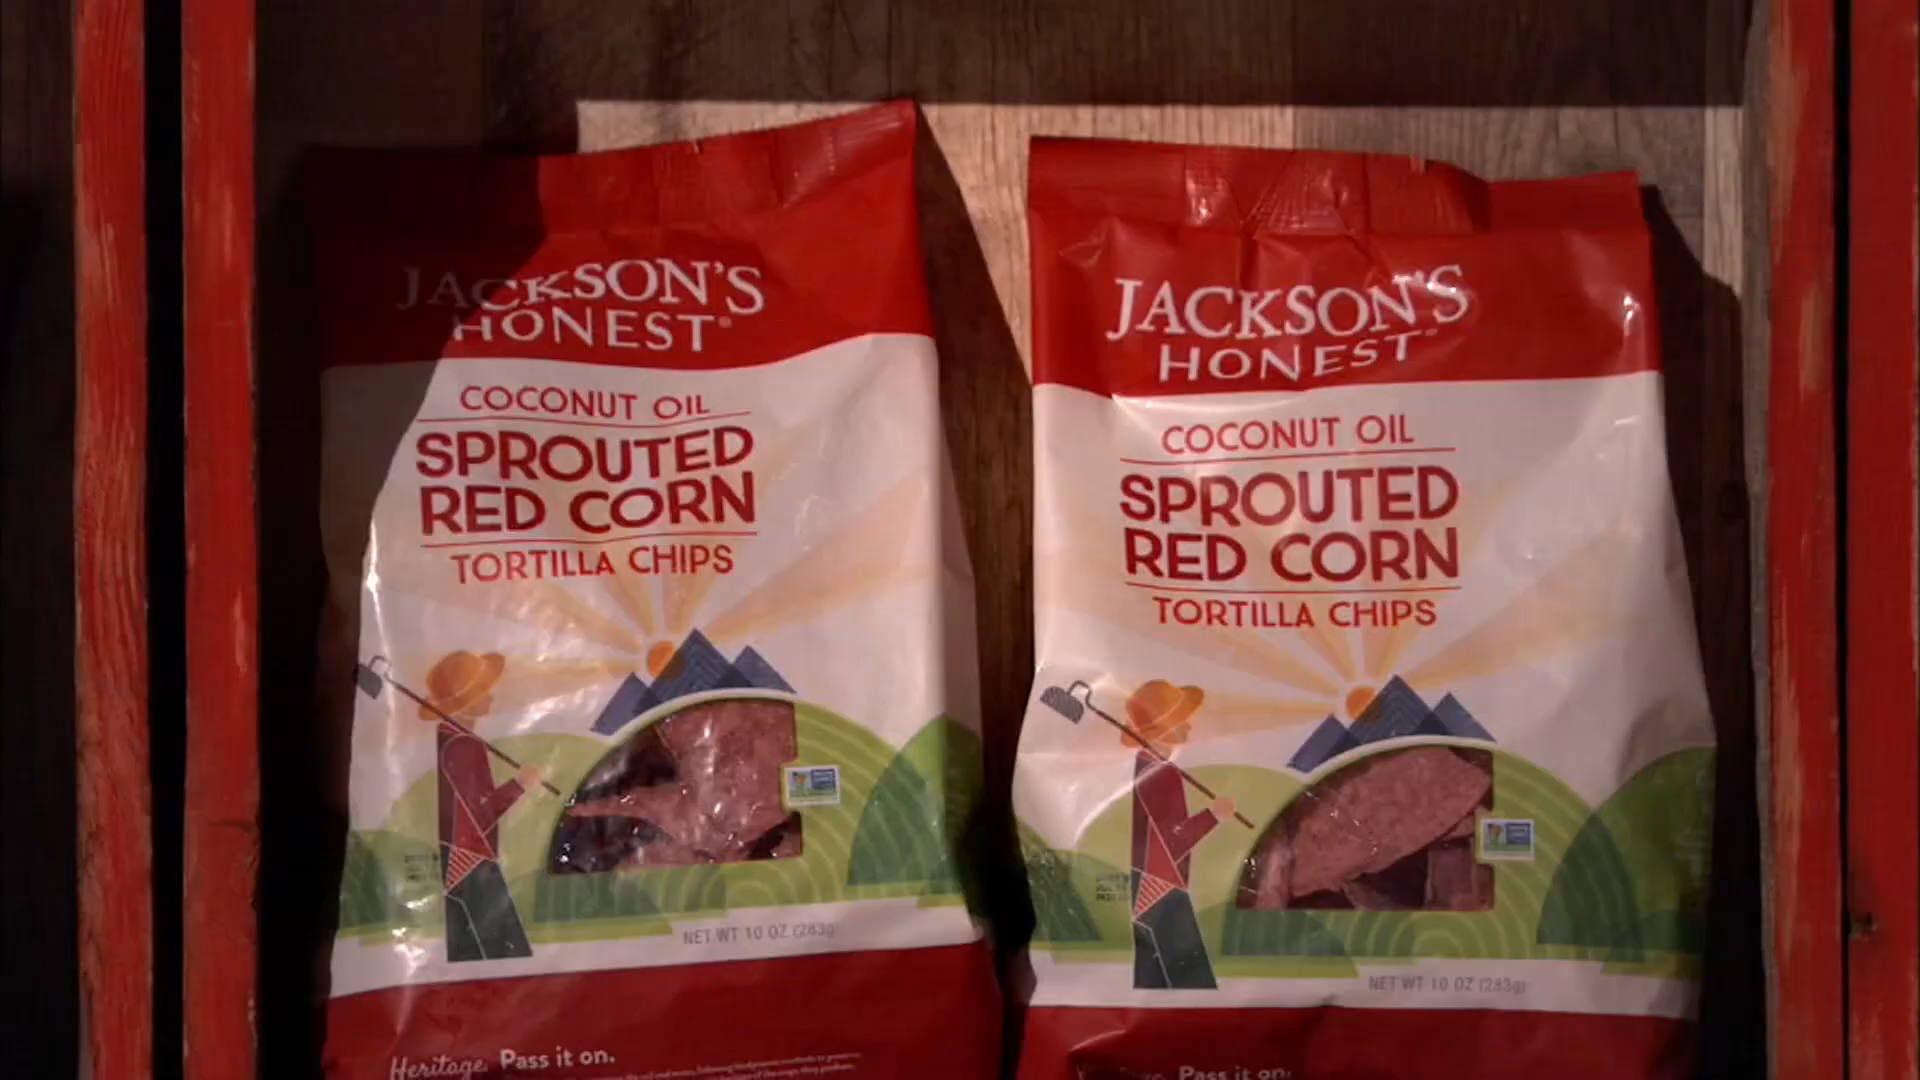 JACKSON'S
HONEST®
COCONUT OIL
SPROUTED
RED CORN
TORTILLA CHIPS
NET WT 10 OZ (283g)
Heritage. Pass it on.
JACKSON'S
HONEST
COCONUT OIL
SPROUTED
RED CORN
TORTILLA CHIPS
NET WT 10 OZ (283g)
Pass it on.